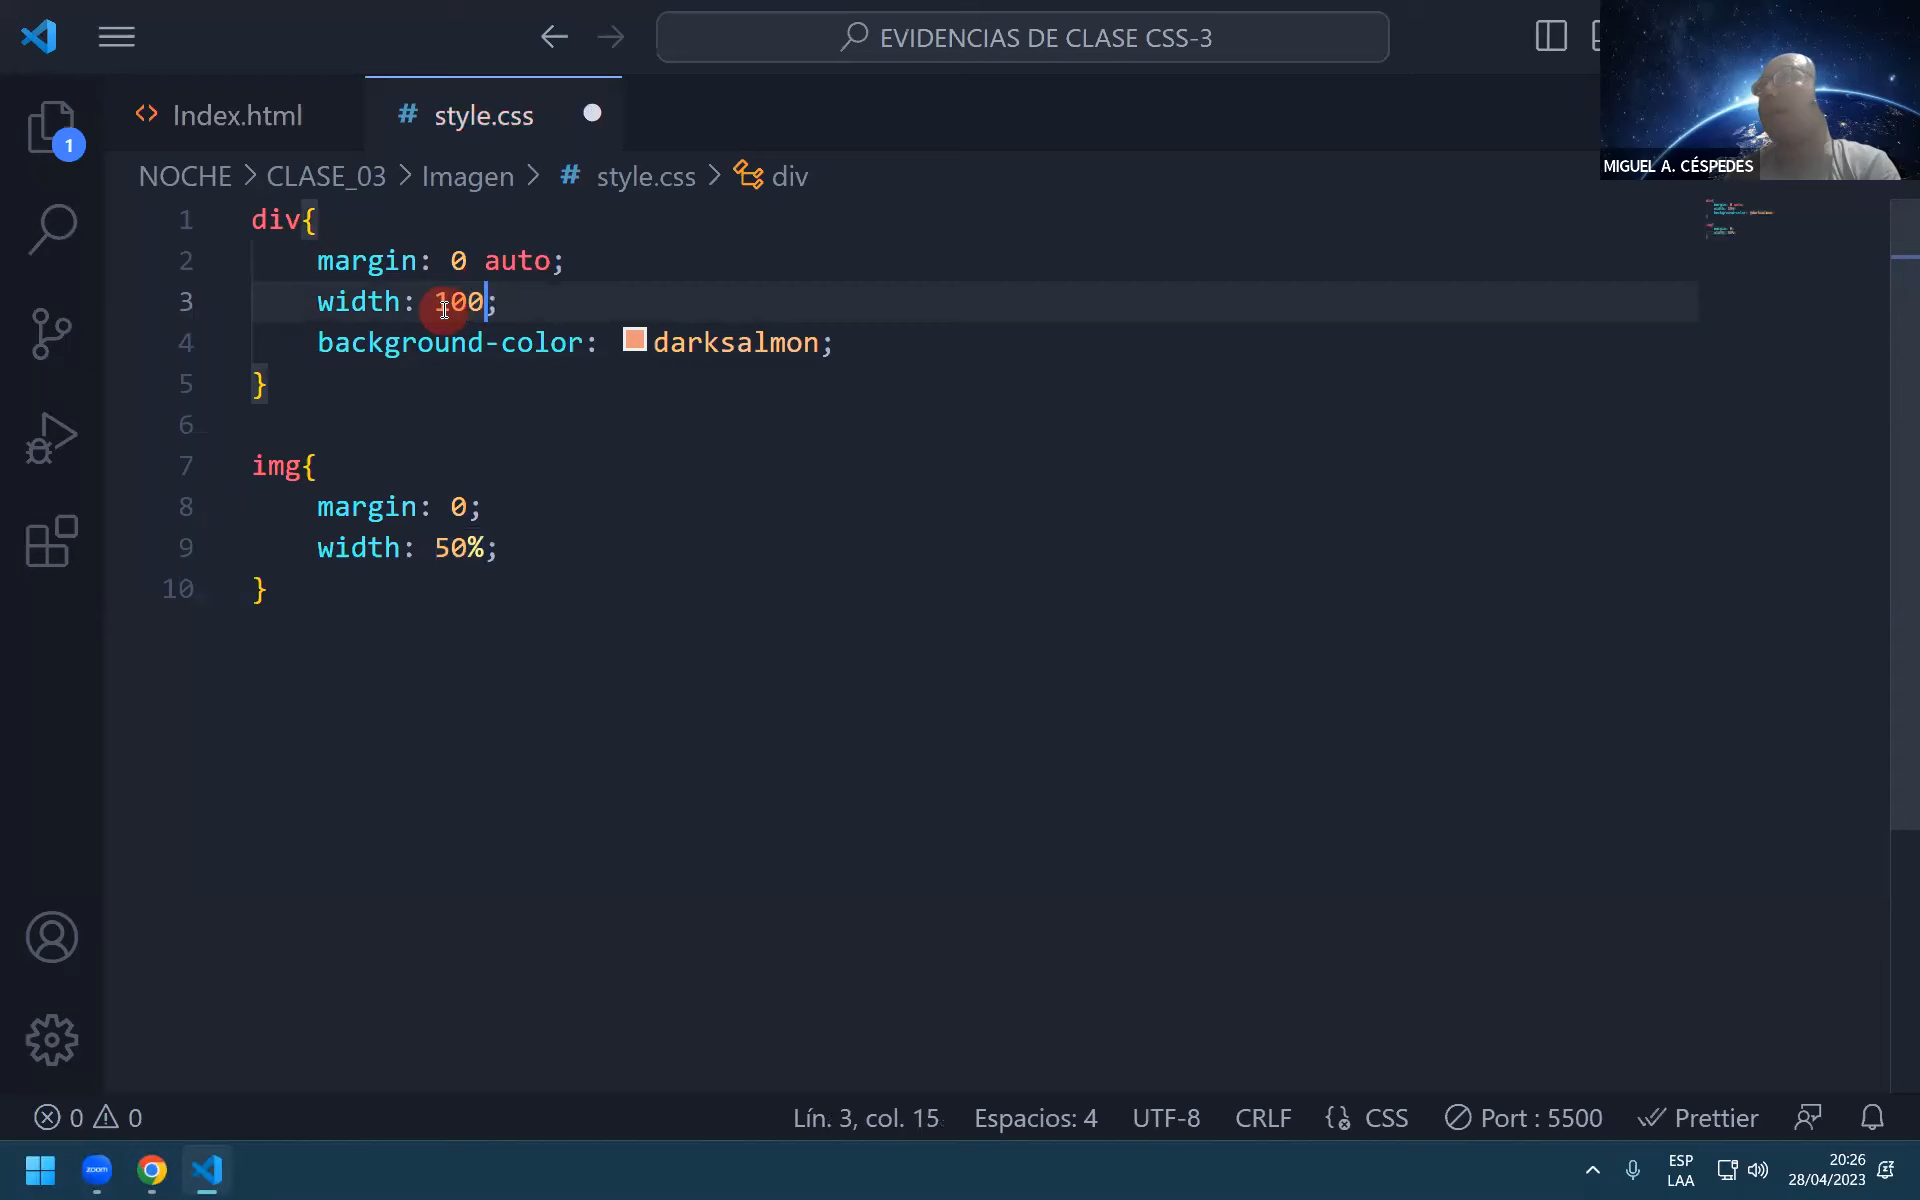 EVIDENCIAS DE CLASE CSS-3
MIGUEL A. CÉSPEDES
1
<> Index.html
# style.css
NOCHE > CLASE_03 > Imagen > # style.css > div
1 div{
2 margin: 0 auto;
3 width: 100;
4 background-color: darksalmon;
5 }
6
7 img{
8 margin: 0;
9 width: 50%;
10 }
0 0
Lín. 3, col. 15
Espacios: 4
UTF-8
CRLF
{} CSS
Port : 5500
Prettier
zoom
ESP
LAA
20:26
28/04/2023